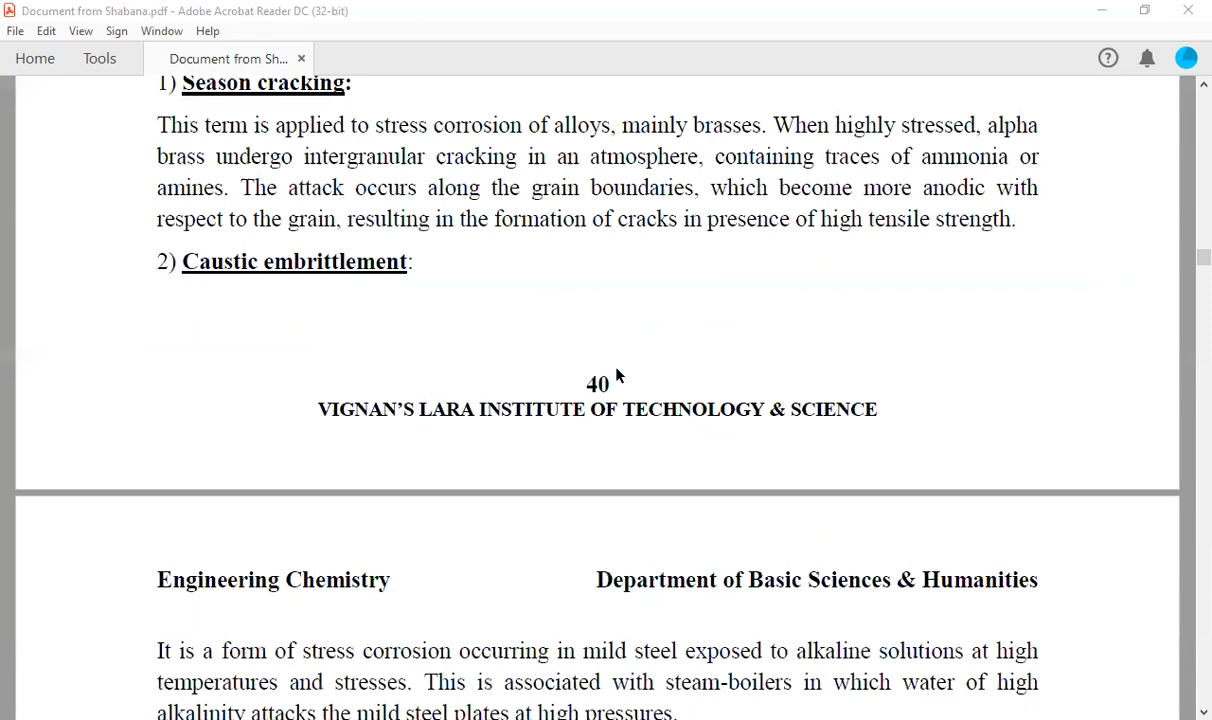 Document from Shabana.pdf - Adobe Acrobat Reader DC (32-bit)
File Edit View Sign Window Help
Home Tools Document from Sh... ×
1) Season cracking:
This term is applied to stress corrosion of alloys, mainly brasses. When highly stressed, alpha
brass undergo intergranular cracking in an atmosphere, containing traces of ammonia or
amines. The attack occurs along the grain boundaries, which become more anodic with
respect to the grain, resulting in the formation of cracks in presence of high tensile strength.
2) Caustic embrittlement:
40
VIGNAN'S LARA INSTITUTE OF TECHNOLOGY & SCIENCE
Engineering Chemistry Department of Basic Sciences & Humanities
It is a form of stress corrosion occurring in mild steel exposed to alkaline solutions at high
temperatures and stresses. This is associated with steam-boilers in which water of high
alkalinity attacks the mild steel plates at high pressures.